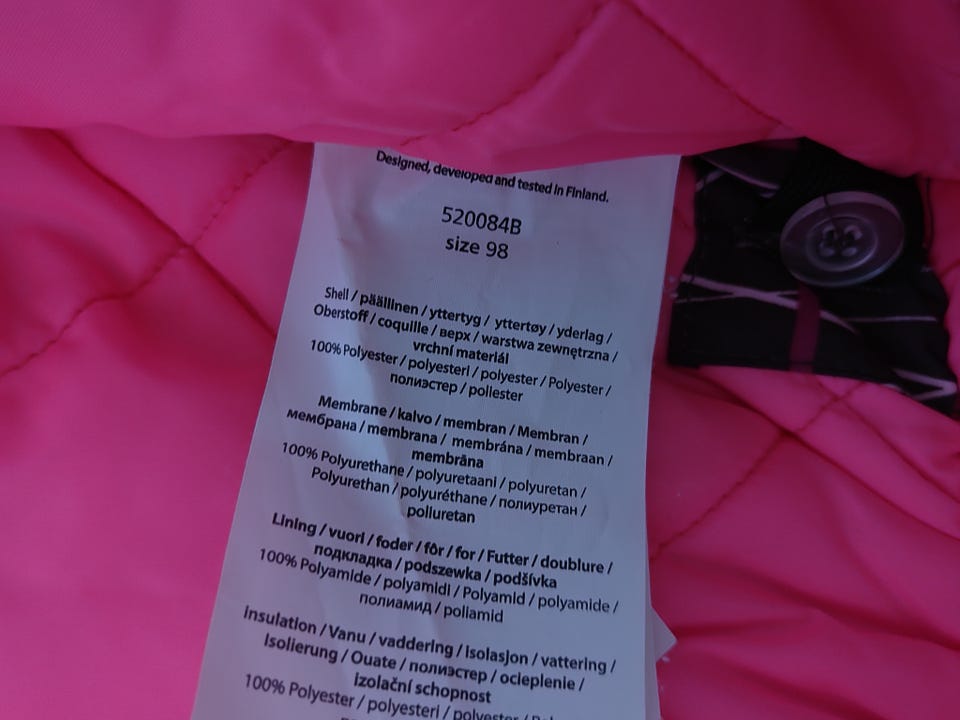 Designed, developed and tested in Finland.
520084B
size 98
Shell / päällinen / yttertyg / yttertøy / yderlag /
Oberstoff / coquille / верх / warstwa zewnętrzna /
vrchní materiál
100% Polyester / polyesteri / polyester / Polyester /
полиэстер / poliester
Membrane / kalvo / membran / Membran /
мембрана / membrana / membrána / membraan /
membrāna
100% Polyurethane / polyuretaani / polyuretan /
Polyurethan / polyuréthane / полиуретан /
poliuretan
Lining / vuori / foder / fôr / for / Futter / doublure /
подкладка / podszewka / podšívka
100% Polyamide / polyamidi / Polyamid / polyamide /
полиамид / poliamid
Insulation / Vanu / vaddering / Isolasjon / vattering /
Isolierung / Ouate / полиэстер / ocieplenie /
izolační schopnost
100% Polyester / polyesteri / polyester /